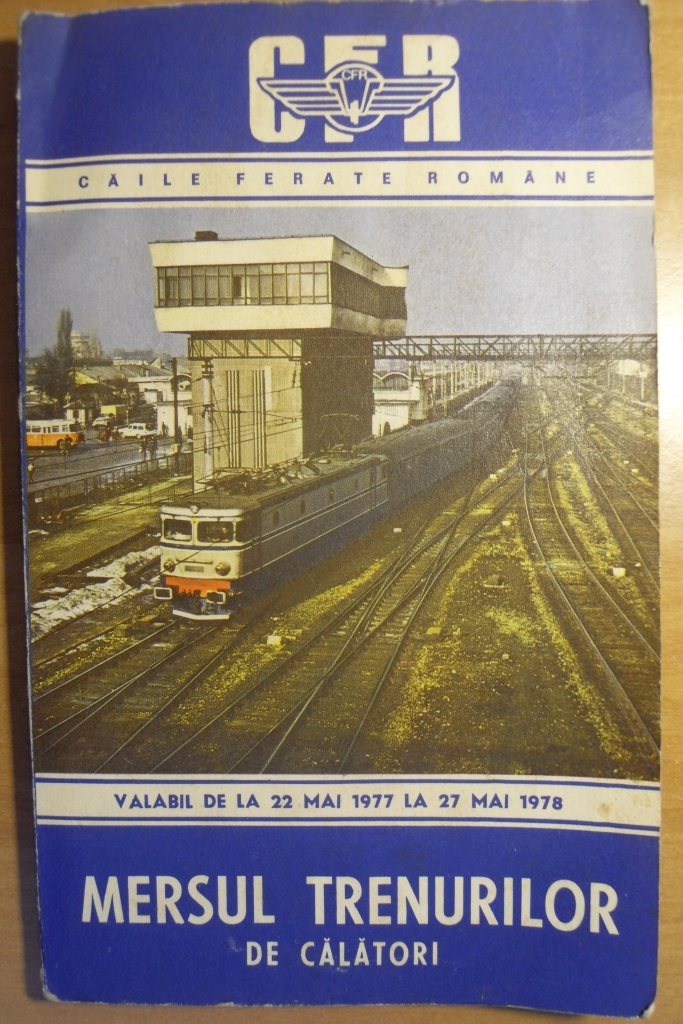 CFR
CFR
CĂILE FERATE ROMÂNE
VALABIL DE LA 22 MAI 1977 LA 27 MAI 1978
MERSUL TRENURILOR
DE CĂLĂTORI